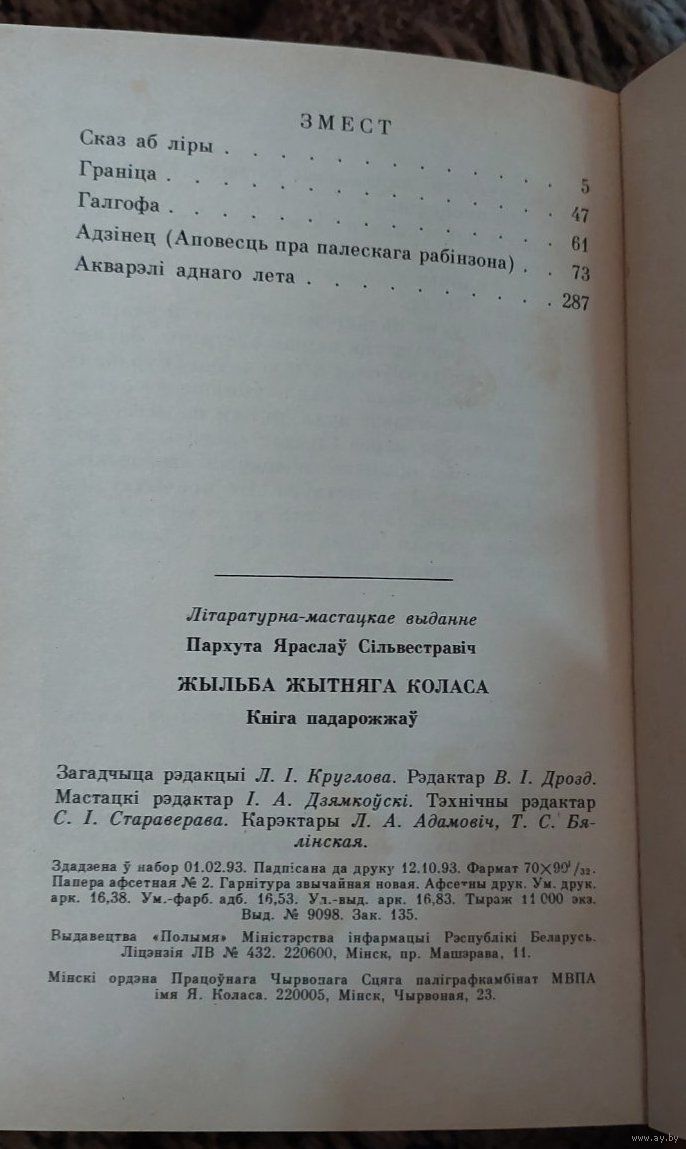 ЗМЕСТ
Сказ аб ліры . . . . . . . . . . . . 5
Граніца . . . . . . . . . . . . . . 47
Галгофа . . . . . . . . . . . . . . 61
Адзінец (Аповесць пра палескага рабінзона) . . 73
Акварэлі аднаго лета . . . . . . . . . . 287
Літаратурна-мастацкае выданне
Пархута Яраслаў Сільвестравіч
ЖЫЛЬБА ЖЫТНЯГА КОЛАСА
Кніга падарожжаў
Загадчыца рэдакцыі Л. І. Круглова. Рэдактар В. І. Дрозд.
Мастацкі рэдактар І. А. Дзямкоўскі. Тэхнічны рэдактар
С. І. Стараверава. Карэктары Л. А. Адамовіч, Т. С. Бя-
лінская.
Здадзена ў набор 01.02.93. Падпісана да друку 12.10.93. Фармат 70×90¹/₃₂.
Папера афсетная № 2. Гарнітура звычайная новая. Афсетны друк. Ум. друк.
арк. 16,38. Ум.-фарб. адб. 16,53. Ул.-выд. арк. 16,83. Тыраж 11 000 экз.
Выд. № 9098. Зак. 135.
Выдавецтва «Полымя» Міністэрства інфармацыі Рэспублікі Беларусь.
Ліцэнзія ЛВ № 432. 220600, Мінск, пр. Машэрава, 11.
Мінскі ордэна Працоўнага Чырвонага Сцяга паліграфкамбінат МВПА
імя Я. Коласа. 220005, Мінск, Чырвоная, 23.
www.ay.by